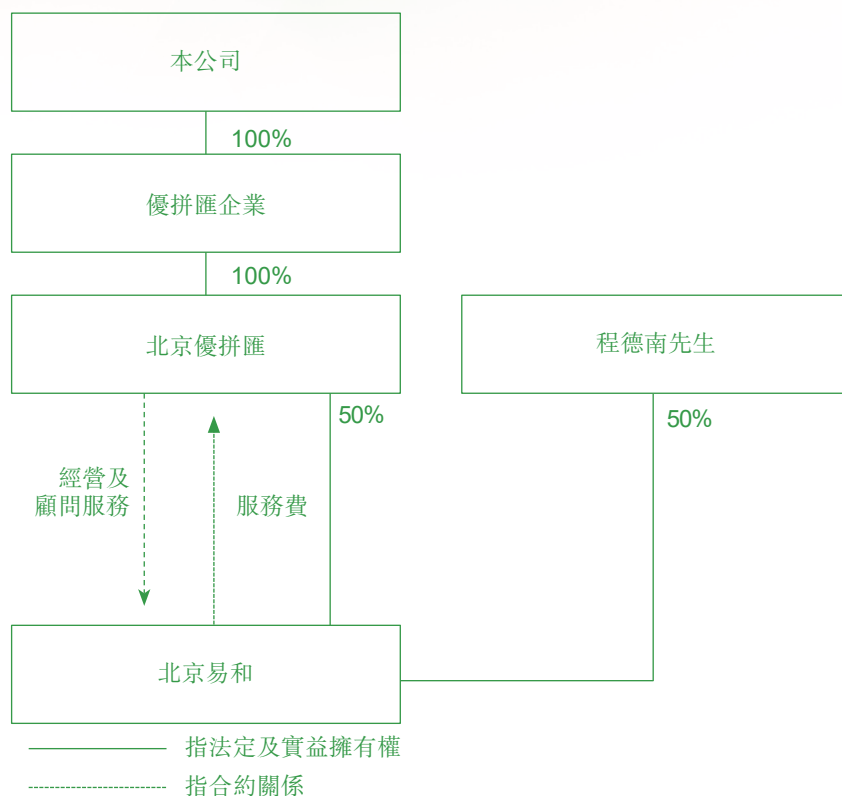 本公司
100%
優拼匯企業
100%
北京優拼匯
程德南先生
50%
50%
經營及
顧問服務
服務費
北京易和
指法定及實益擁有權
指合約關係